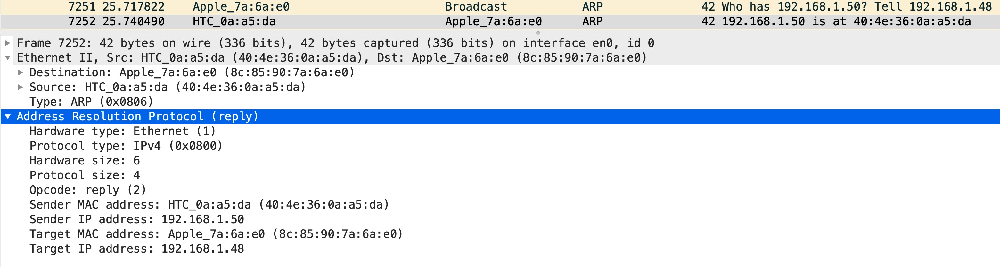 7251 25.717822 Apple_7a:6a:e0 Broadcast ARP 42 Who has 192.168.1.50? Tell 192.168.1.48
7252 25.740490 HTC_0a:a5:da Apple_7a:6a:e0 ARP 42 192.168.1.50 is at 40:4e:36:0a:a5:da
Frame 7252: 42 bytes on wire (336 bits), 42 bytes captured (336 bits) on interface en0, id 0
Ethernet II, Src: HTC_0a:a5:da (40:4e:36:0a:a5:da), Dst: Apple_7a:6a:e0 (8c:85:90:7a:6a:e0)
Destination: Apple_7a:6a:e0 (8c:85:90:7a:6a:e0)
Source: HTC_0a:a5:da (40:4e:36:0a:a5:da)
Type: ARP (0x0806)
Address Resolution Protocol (reply)
Hardware type: Ethernet (1)
Protocol type: IPv4 (0x0800)
Hardware size: 6
Protocol size: 4
Opcode: reply (2)
Sender MAC address: HTC_0a:a5:da (40:4e:36:0a:a5:da)
Sender IP address: 192.168.1.50
Target MAC address: Apple_7a:6a:e0 (8c:85:90:7a:6a:e0)
Target IP address: 192.168.1.48